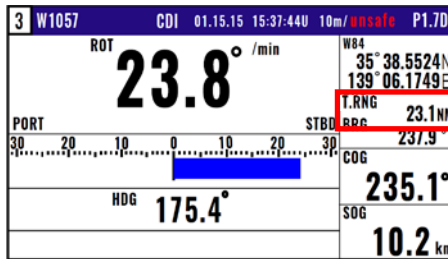 3 W1057 CDI 01.15.15 15:37:44U 10m/unsafe P1.7D
ROT 23.8° /min
PORT STBD
30 20 10 0 10 20 30
HDG 175.4°
W84
35°38.5524N
139°06.1749E
T.RNG
23.1NM
BRG
237.9°
COG
235.1°
SOG
10.2 kn